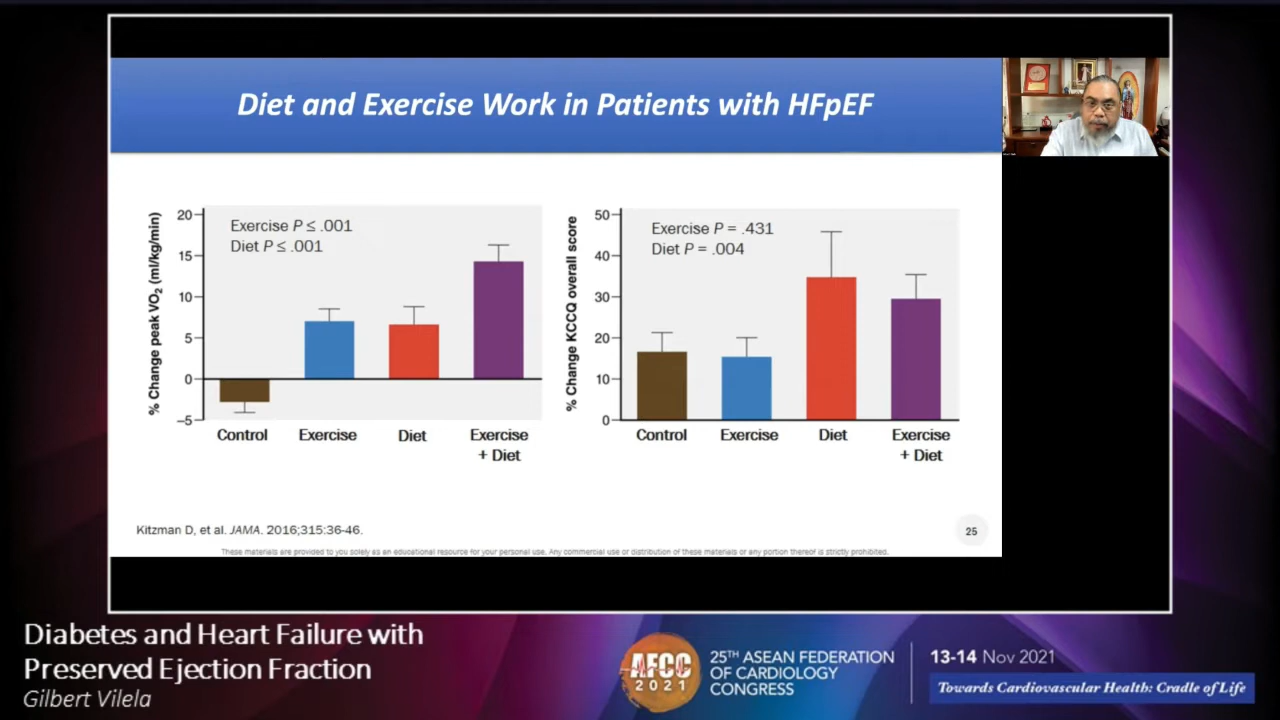 Diet and Exercise Work in Patients with HFpEF
% Change peak VO2 (ml/kg/min)
20
15
10
5
0
–5
Exercise P ≤ .001
Diet P ≤ .001
Control
Exercise
Diet
Exercise
+ Diet
% Change KCCQ overall score
50
40
30
20
10
0
Exercise P = .431
Diet P = .004
Control
Exercise
Diet
Exercise
+ Diet
Kitzman D, et al. JAMA. 2016;315:36-46.
25
These materials are provided to you solely as an educational resource for your personal use. Any commercial use or distribution of these materials or any portion thereof is strictly prohibited.
Diabetes and Heart Failure with
Preserved Ejection Fraction
Gilbert Vilela
AFCC
2021
25TH ASEAN FEDERATION
OF CARDIOLOGY
CONGRESS
13-14 Nov 2021
Towards Cardiovascular Health: Cradle of Life